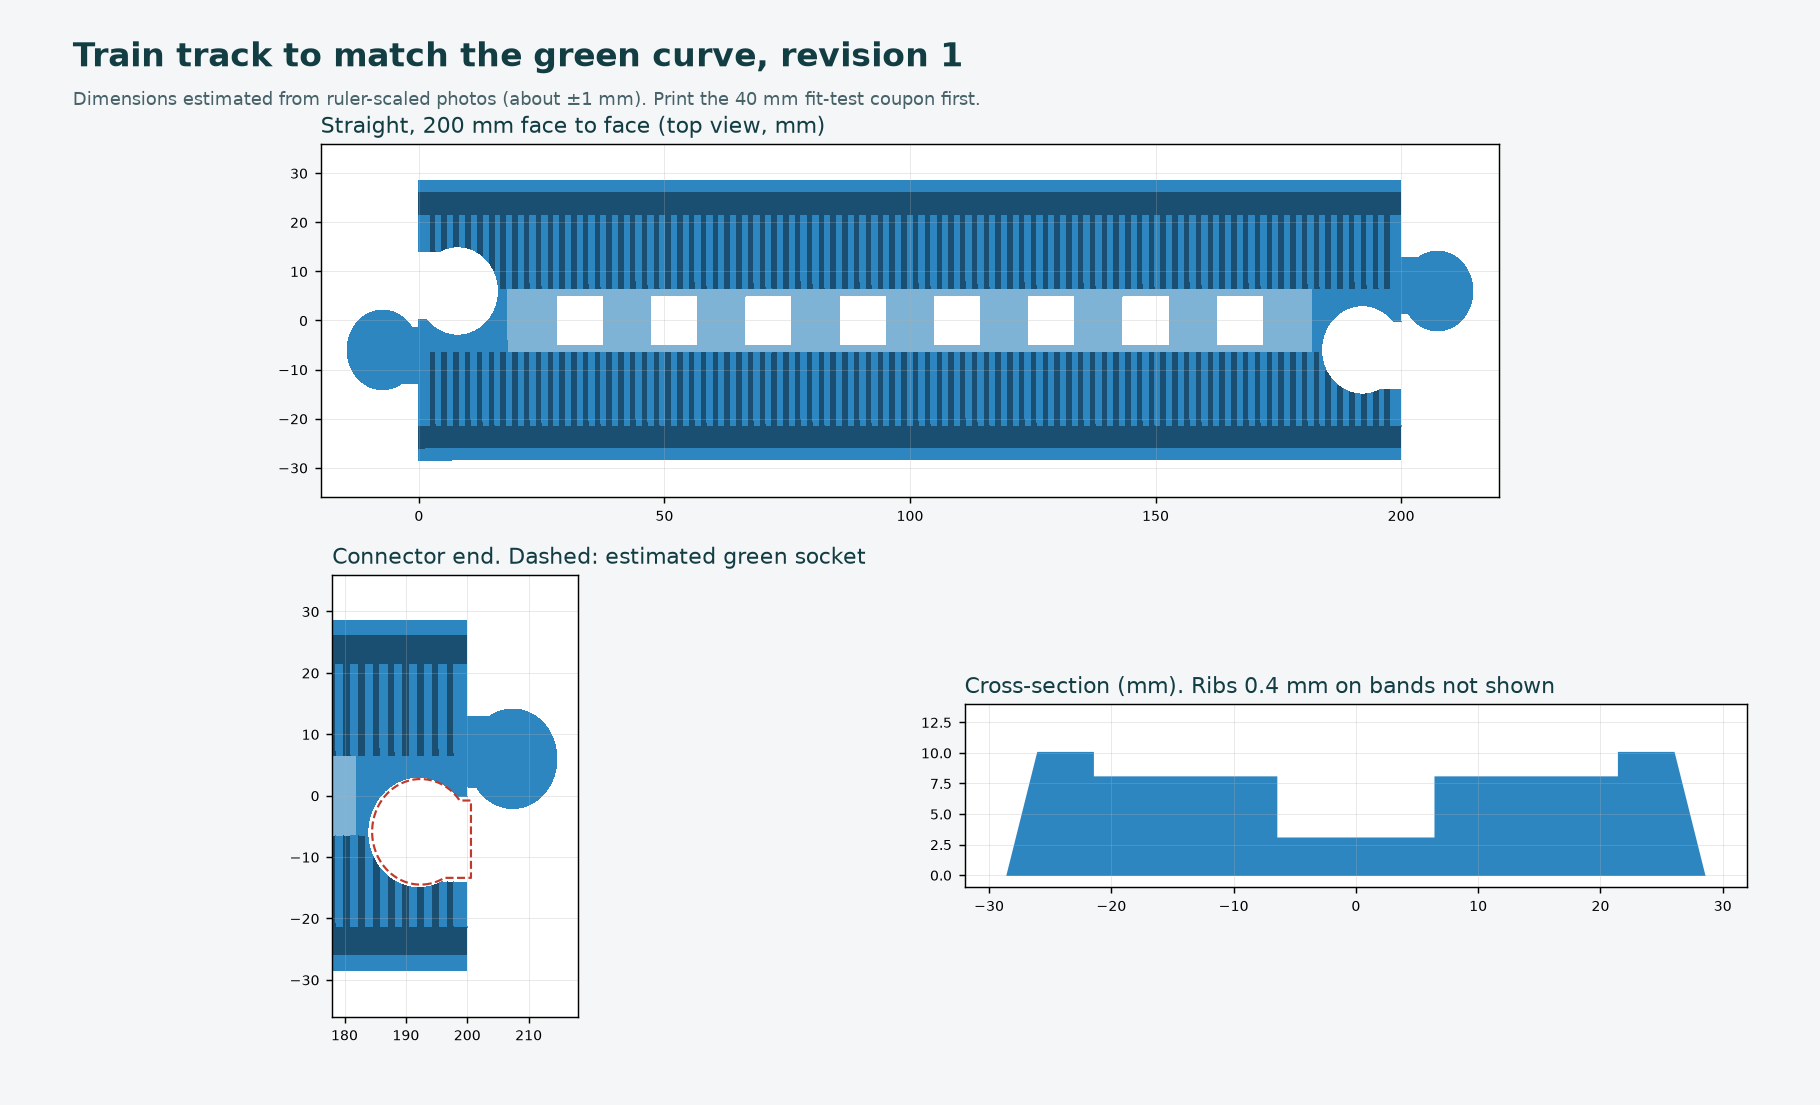 Train track to match the green curve, revision 1
Dimensions estimated from ruler-scaled photos (about ±1 mm). Print the 40 mm fit-test coupon first.
Straight, 200 mm face to face (top view, mm)
30
20
10
0
−10
−20
−30
0 50 100 150 200
Connector end. Dashed: estimated green socket
30
20
10
0
−10
−20
−30
180 190 200 210
Cross-section (mm). Ribs 0.4 mm on bands not shown
12.5
10.0
7.5
5.0
2.5
0.0
−30 −20 −10 0 10 20 30